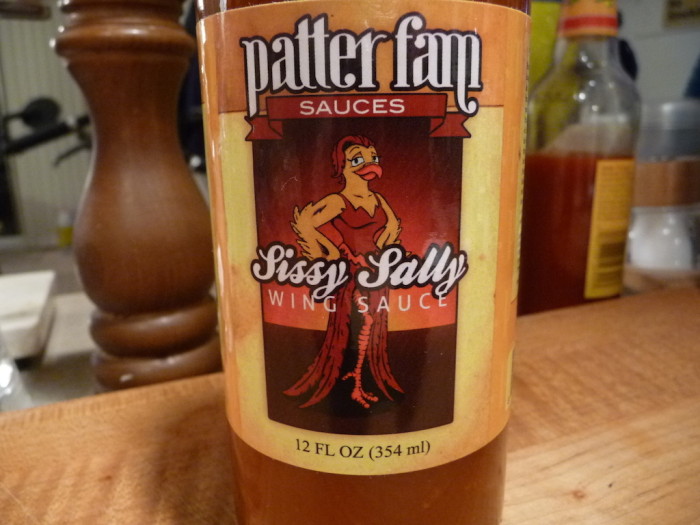 patter fam
SAUCES
Sissy Sally
WING SAUCE
12 FL OZ (354 ml)